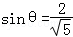 sin θ = 2/√5